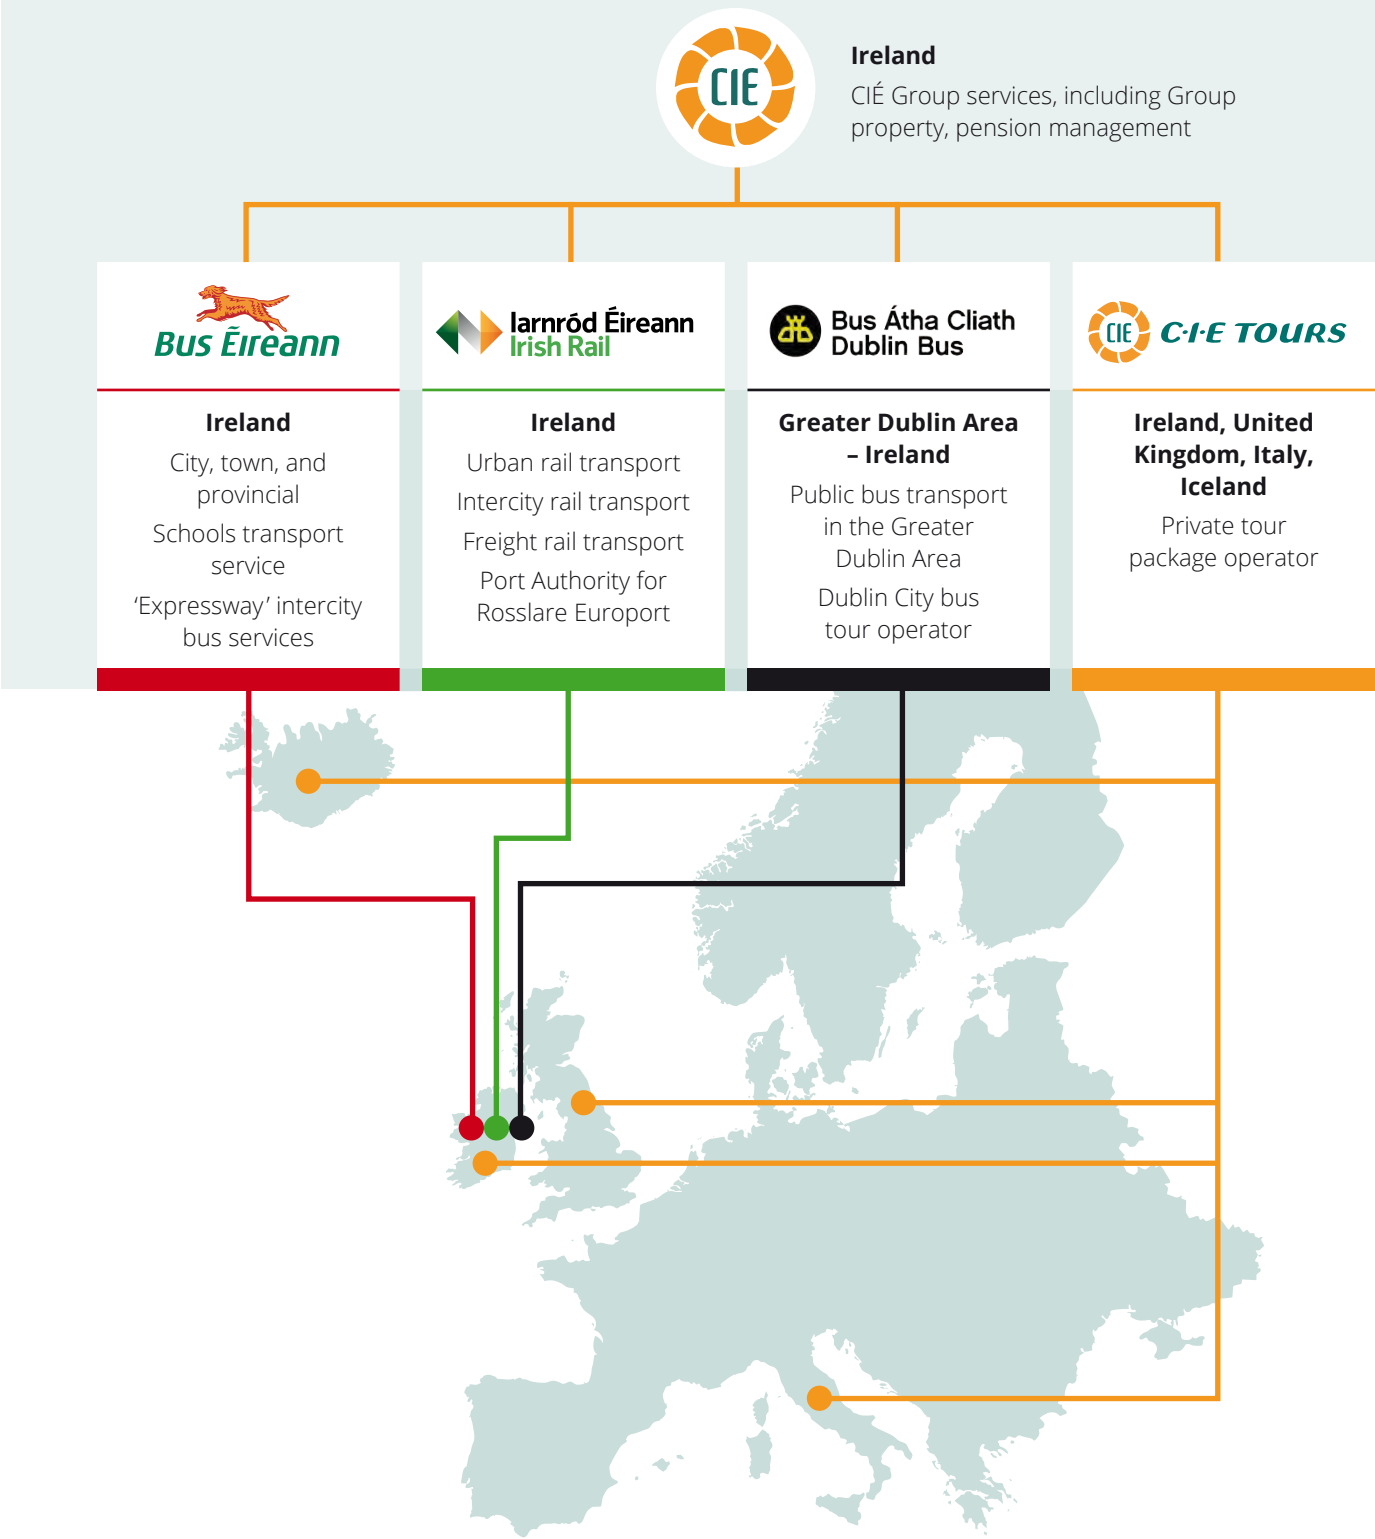 CIE
Ireland
CIÉ Group services, including Group
property, pension management
Bus Éireann
Iarnród Éireann
Irish Rail
Bus Átha Cliath
Dublin Bus
CIE
C·I·E TOURS
Ireland
City, town, and
provincial
Schools transport
service
‘Expressway’ intercity
bus services
Ireland
Urban rail transport
Intercity rail transport
Freight rail transport
Port Authority for
Rosslare Europort
Greater Dublin Area
– Ireland
Public bus transport
in the Greater
Dublin Area
Dublin City bus
tour operator
Ireland, United
Kingdom, Italy,
Iceland
Private tour
package operator